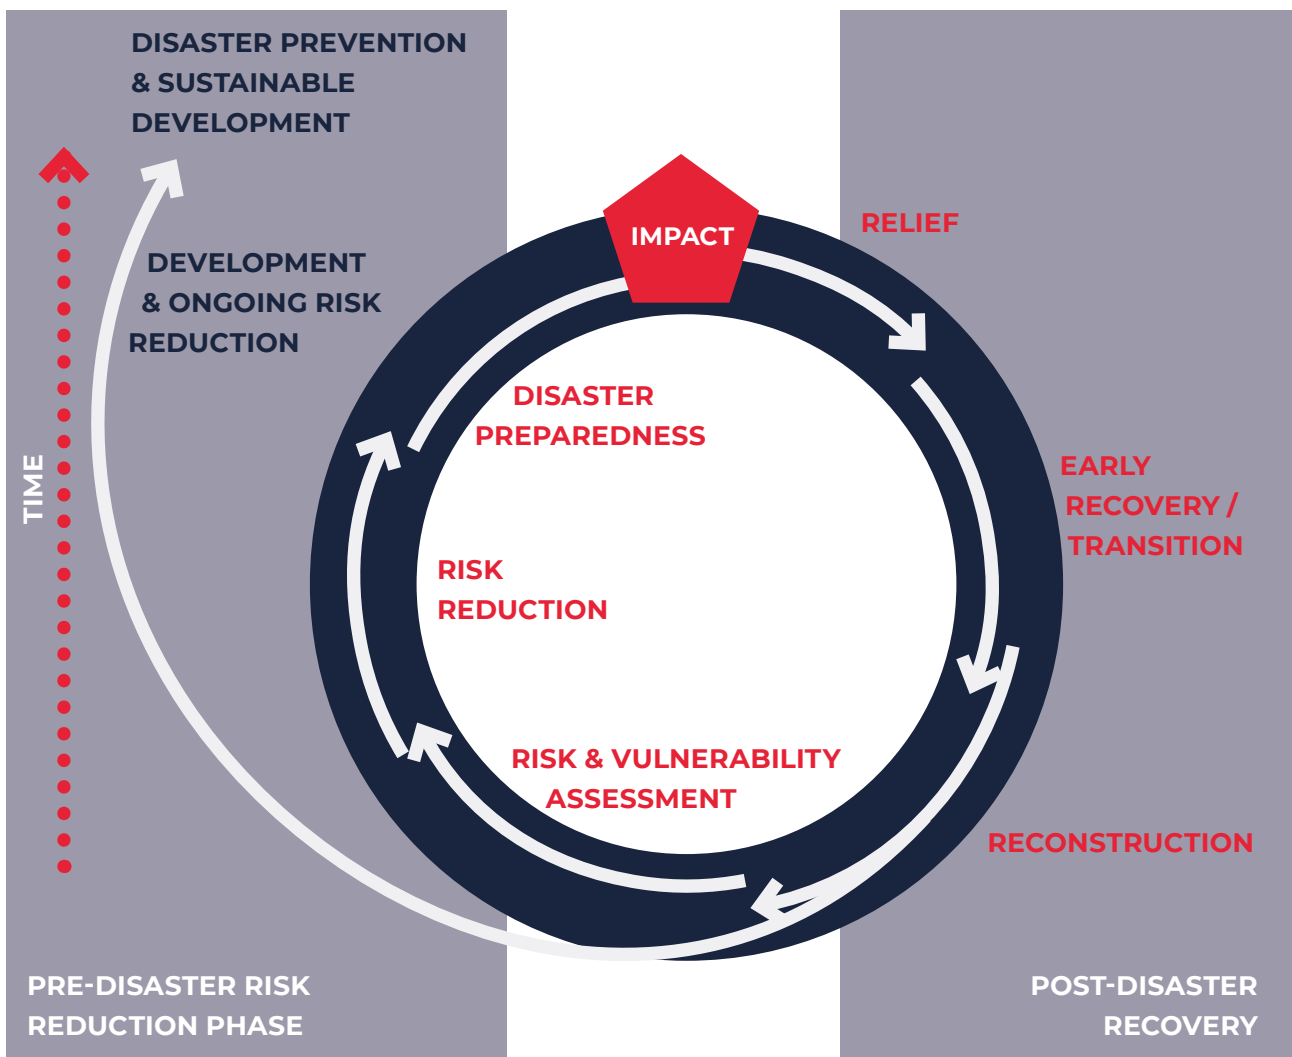 DISASTER PREVENTION
& SUSTAINABLE
DEVELOPMENT
DEVELOPMENT
& ONGOING RISK
REDUCTION
TIME
IMPACT
RELIEF
EARLY
RECOVERY /
TRANSITION
RECONSTRUCTION
RISK & VULNERABILITY
ASSESSMENT
RISK
REDUCTION
DISASTER
PREPAREDNESS
PRE-DISASTER RISK
REDUCTION PHASE
POST-DISASTER
RECOVERY